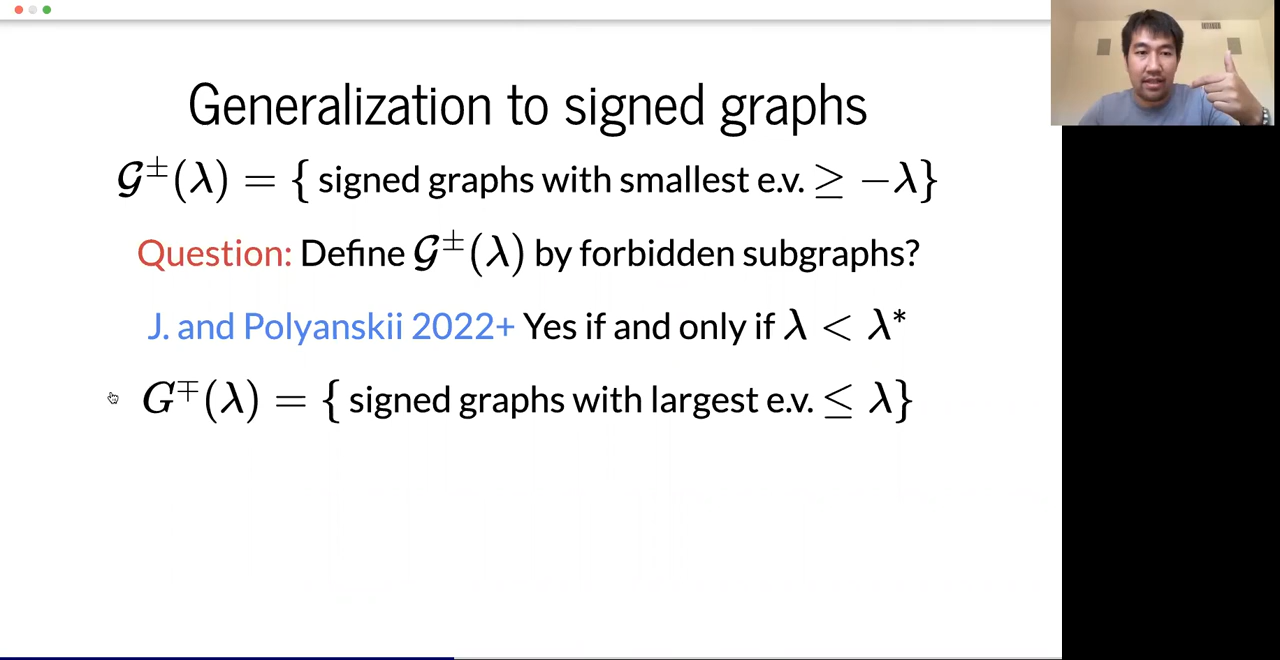 Generalization to signed graphs
𝒢^±(λ) = { signed graphs with smallest e.v. ≥ −λ}
Question: Define 𝒢^±(λ) by forbidden subgraphs?
J. and Polyanskii 2022+ Yes if and only if λ < λ*
G^∓(λ) = { signed graphs with largest e.v. ≤ λ}